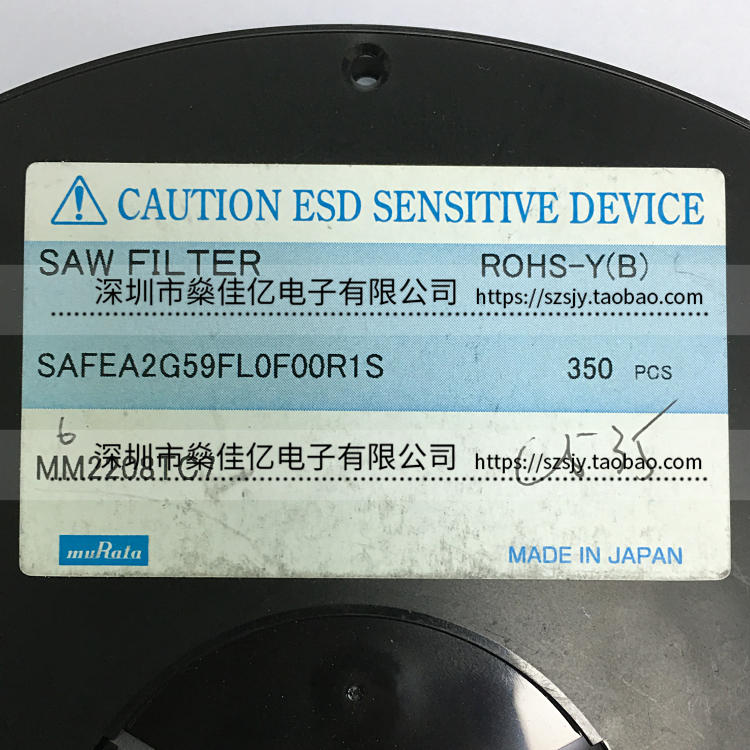 CAUTION ESD SENSITIVE DEVICE
SAW FILTER ROHS-Y(B)
深圳市燊佳亿电子有限公司 https://szsjy.taobao.com
SAFEA2G59FL0F00R1S 350 PCS
6
深圳市燊佳亿电子有限公司 https://szsjy.taobao.com
MM2208TC7
muRata MADE IN JAPAN